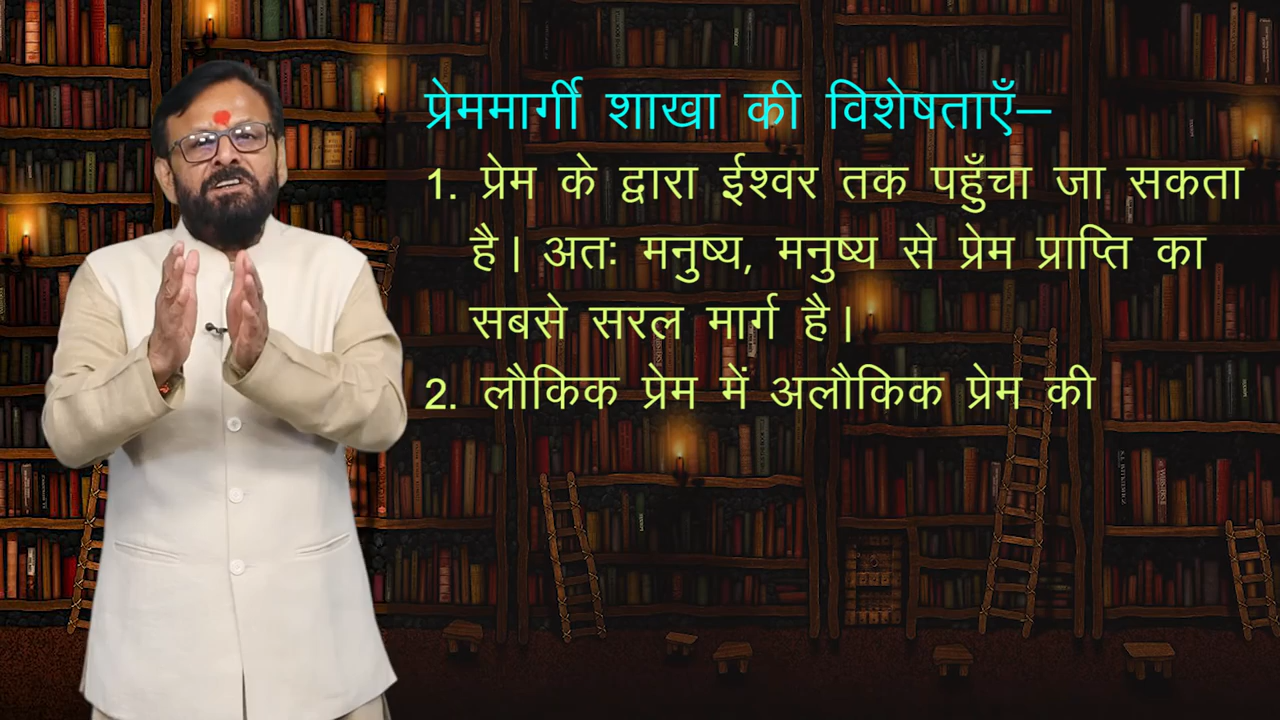 प्रेममार्गी शाखा की विशेषताएँ–
1. प्रेम के द्वारा ईश्वर तक पहुँचा जा सकता
है। अतः मनुष्य, मनुष्य से प्रेम प्राप्ति का
सबसे सरल मार्ग है।
2. लौकिक प्रेम में अलौकिक प्रेम की